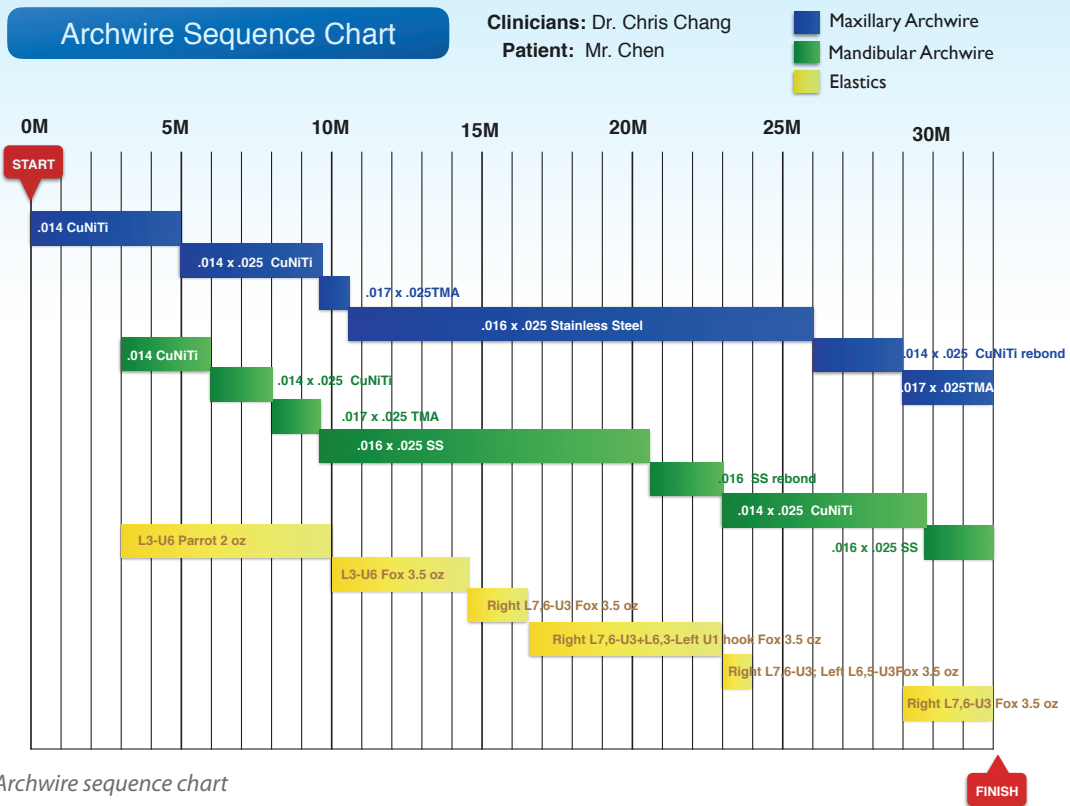 Archwire Sequence Chart
Clinicians: Dr. Chris Chang
Patient: Mr. Chen
Maxillary Archwire
Mandibular Archwire
Elastics
0M 5M 10M 15M 20M 25M 30M
START
.014 CuNiTi
.014 x .025 CuNiTi
.017 x .025TMA
.016 x .025 Stainless Steel
.014 x .025 CuNiTi rebond
.017 x .025TMA
.014 CuNiTi
.014 x .025 CuNiTi
.017 x .025 TMA
.016 x .025 SS
.016 SS rebond
.014 x .025 CuNiTi
.016 x .025 SS
L3-U6 Parrot 2 oz
L3-U6 Fox 3.5 oz
Right L7,6-U3 Fox 3.5 oz
Right L7,6-U3+L6,3-Left U1 hook Fox 3.5 oz
Right L7,6-U3; Left L6,5-U3Fox 3.5 oz
Right L7,6-U3 Fox 3.5 oz
Archwire sequence chart
FINISH